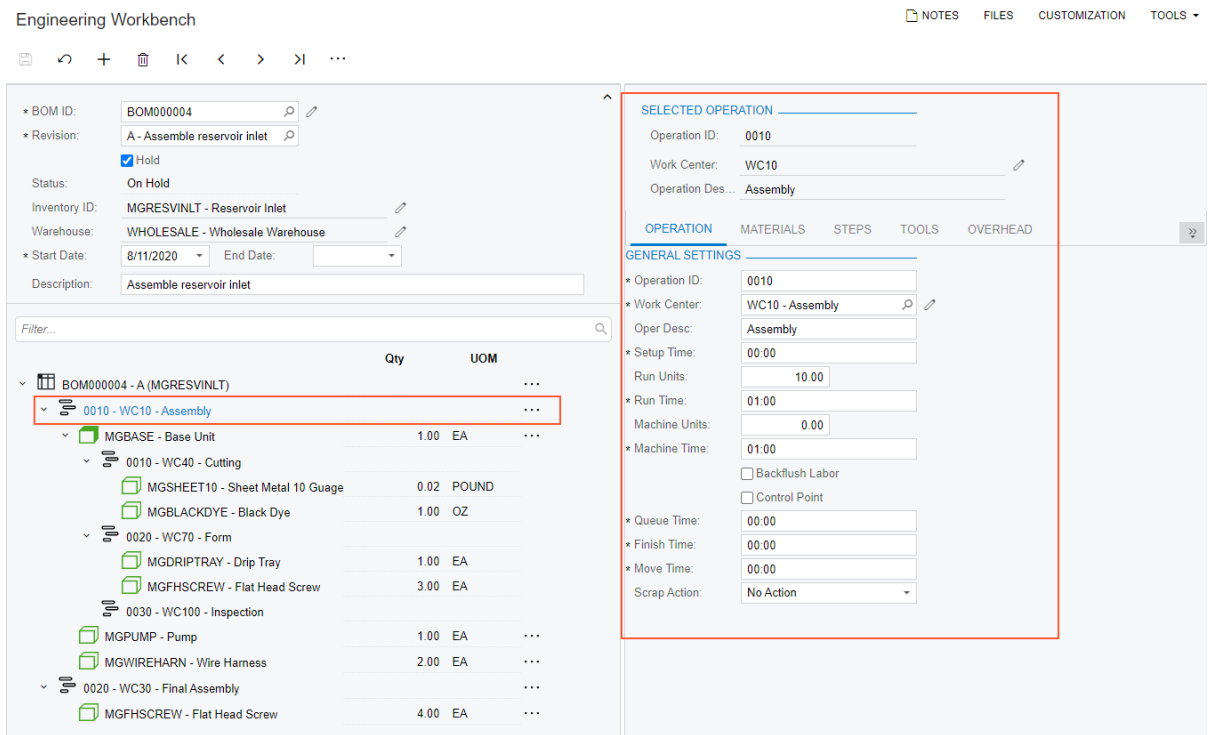 Engineering Workbench
NOTES FILES CUSTOMIZATION TOOLS
* BOM ID: BOM000004
* Revision: A - Assemble reservoir inlet
Hold
Status: On Hold
Inventory ID: MGRESVINLT - Reservoir Inlet
Warehouse: WHOLESALE - Wholesale Warehouse
* Start Date: 8/11/2020 End Date:
Description: Assemble reservoir inlet
Filter...
Qty UOM
BOM000004 - A (MGRESVINLT) ...
0010 - WC10 - Assembly ...
MGBASE - Base Unit 1.00 EA ...
0010 - WC40 - Cutting
MGSHEET10 - Sheet Metal 10 Guage 0.02 POUND
MGBLACKDYE - Black Dye 1.00 OZ
0020 - WC70 - Form
MGDRIPTRAY - Drip Tray 1.00 EA
MGFHSCREW - Flat Head Screw 3.00 EA
0030 - WC100 - Inspection
MGPUMP - Pump 1.00 EA ...
MGWIREHARN - Wire Harness 2.00 EA ...
0020 - WC30 - Final Assembly ...
MGFHSCREW - Flat Head Screw 4.00 EA ...
SELECTED OPERATION
Operation ID: 0010
Work Center: WC10
Operation Des... Assembly
OPERATION MATERIALS STEPS TOOLS OVERHEAD
GENERAL SETTINGS
* Operation ID: 0010
* Work Center: WC10 - Assembly
Oper Desc: Assembly
* Setup Time: 00:00
Run Units: 10.00
* Run Time: 01:00
Machine Units: 0.00
* Machine Time: 01:00
Backflush Labor
Control Point
* Queue Time: 00:00
* Finish Time: 00:00
* Move Time: 00:00
Scrap Action: No Action